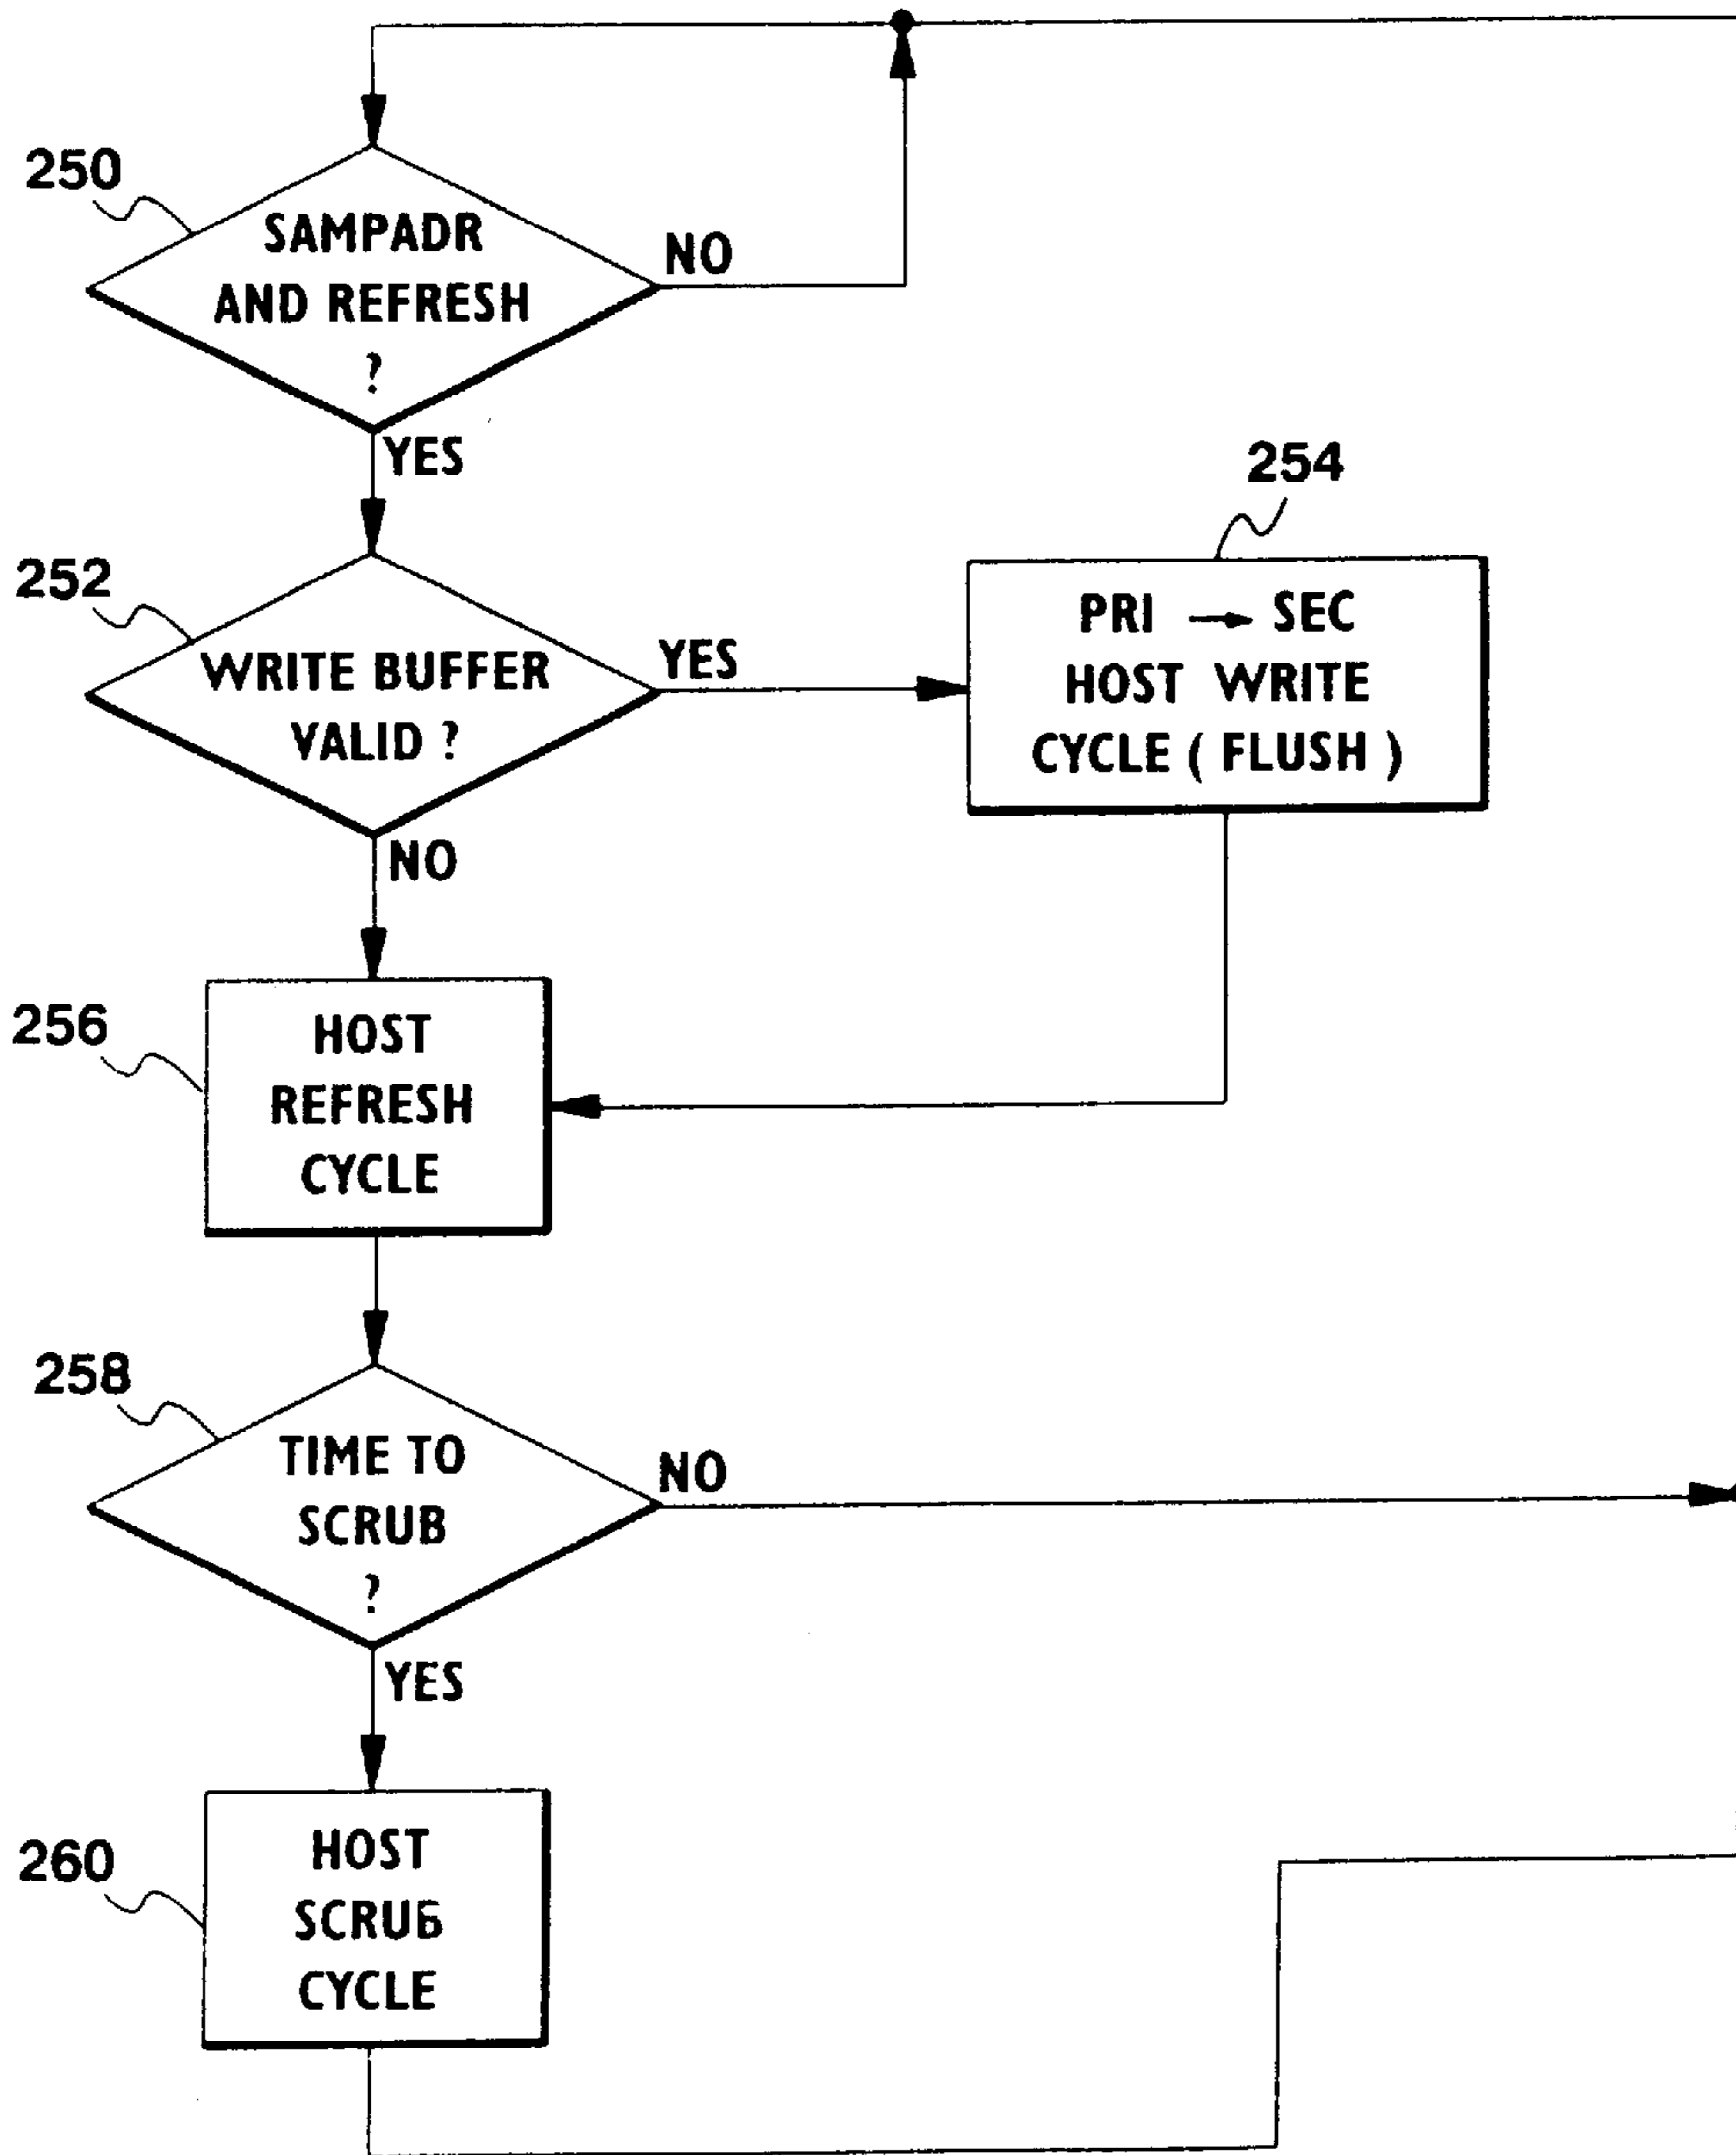 250
SAMPADR
AND REFRESH
?
NO
YES
254
252
WRITE BUFFER
VALID ?
YES
PRI → SEC
HOST WRITE
CYCLE ( FLUSH )
NO
256
HOST
REFRESH
CYCLE
258
TIME TO
SCRUB
?
NO
YES
260
HOST
SCRUB
CYCLE